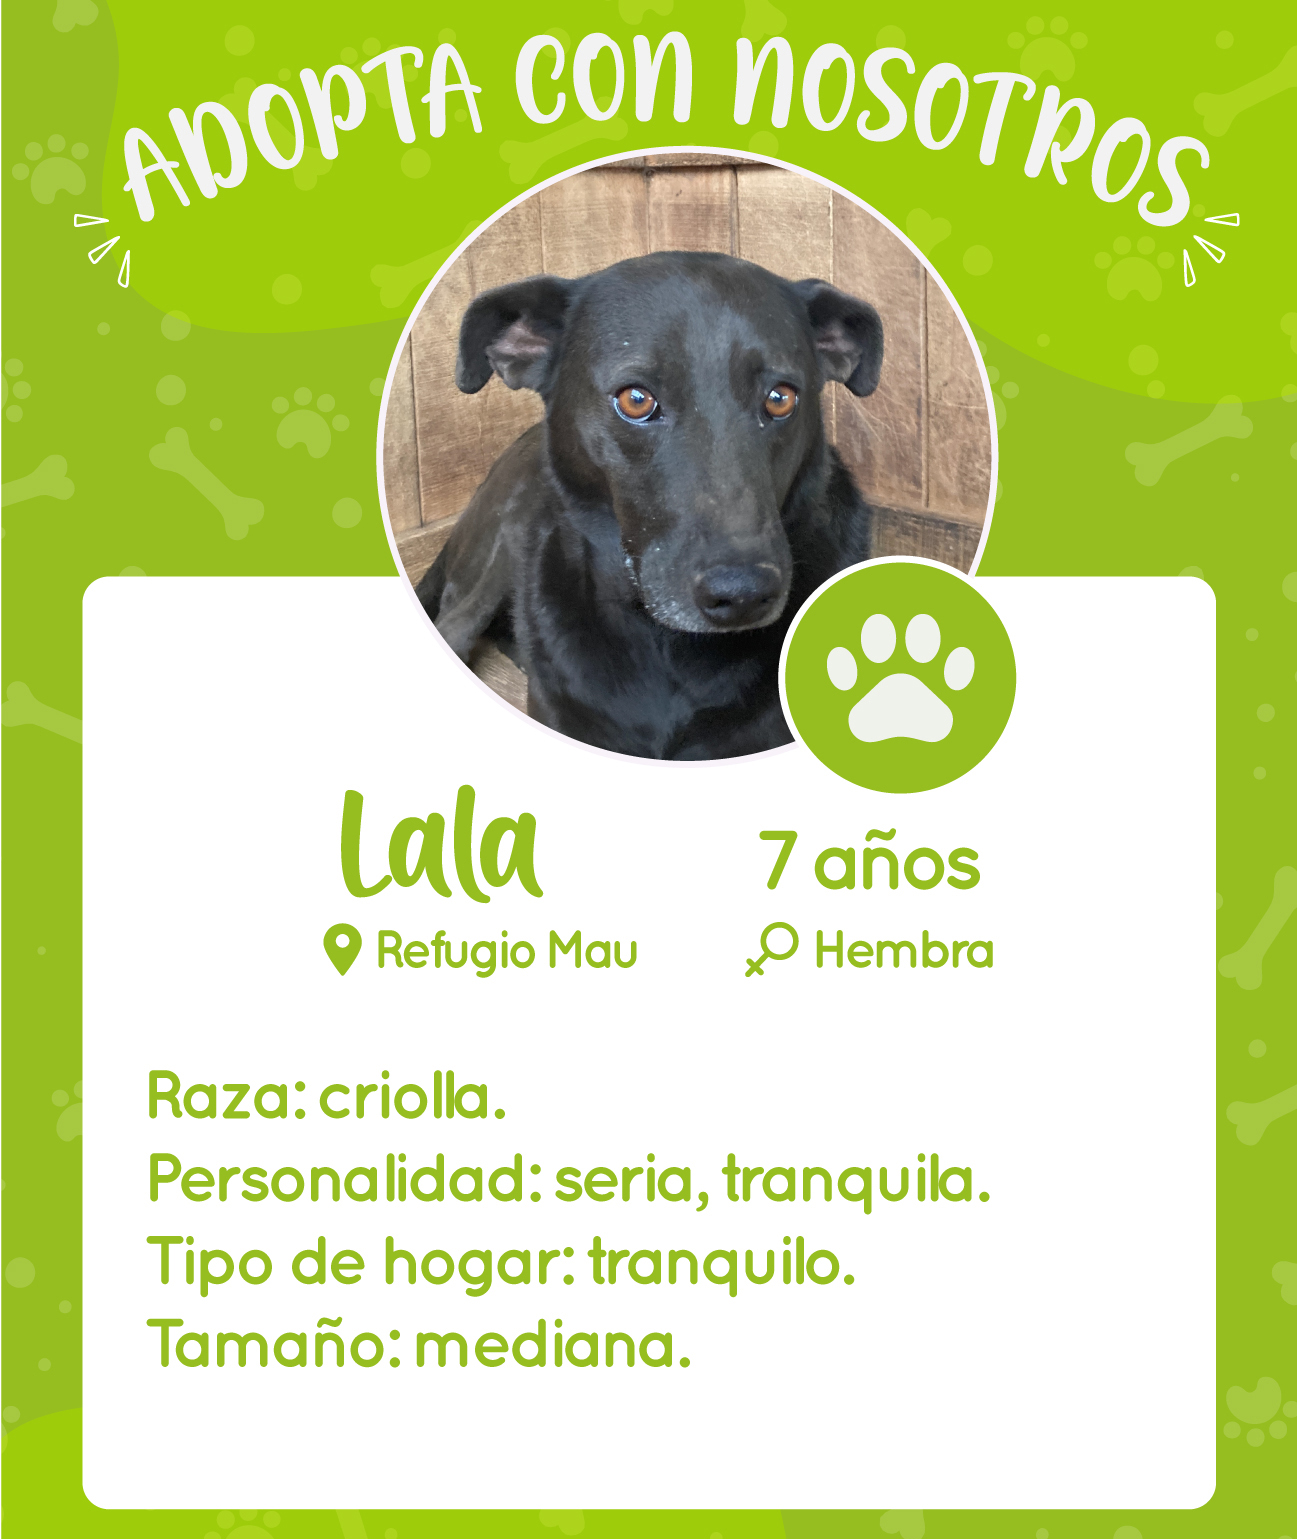 ADOPTA CON NOSOTROS
Lala
7 años
Refugio Mau
Hembra
Raza: criolla.
Personalidad: seria, tranquila.
Tipo de hogar: tranquilo.
Tamaño: mediana.